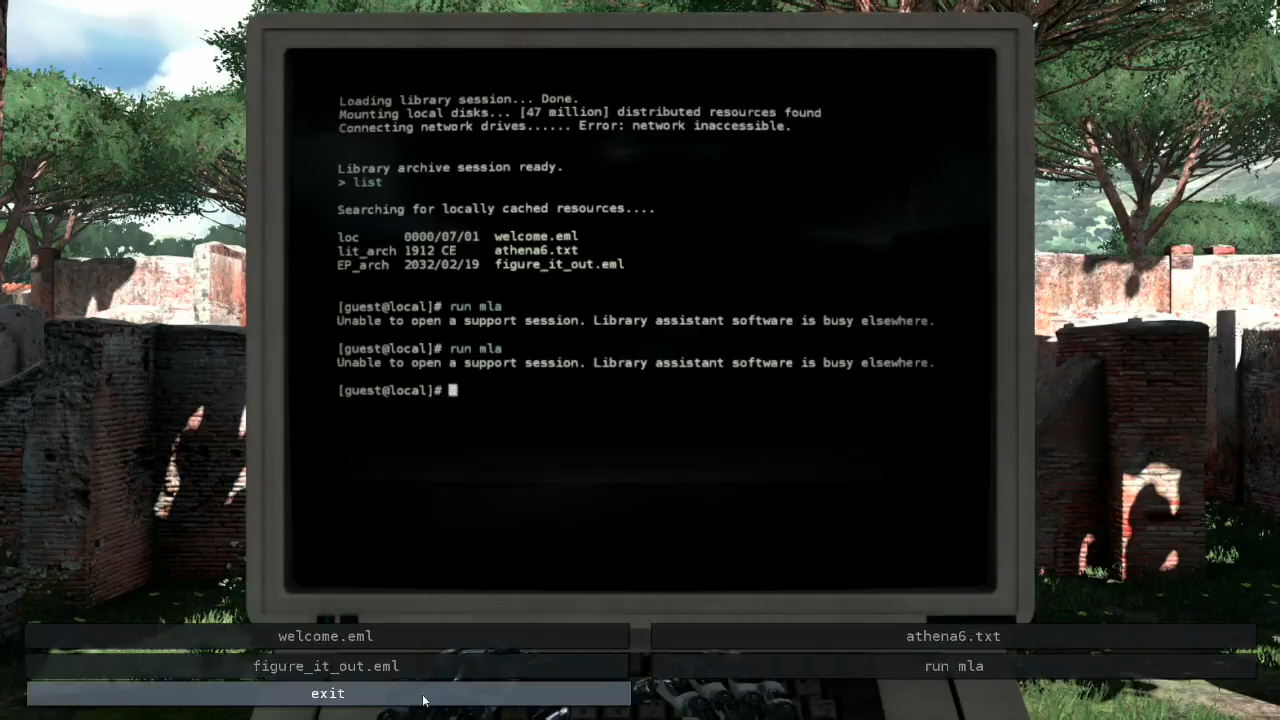 Loading library session... Done.
Mounting local disks... [47 million] distributed resources found
Connecting network drives...... Error: network inaccessible.
Library archive session ready.
> list
Searching for locally cached resources....
loc 0000/07/01 welcome.eml
lit_arch 1912 CE athena6.txt
EP_arch 2032/02/19 figure_it_out.eml
[guest@local]# run mla
Unable to open a support session. Library assistant software is busy elsewhere.
[guest@local]# run mla
Unable to open a support session. Library assistant software is busy elsewhere.
[guest@local]#
welcome.eml athena6.txt
figure_it_out.eml run mla
exit